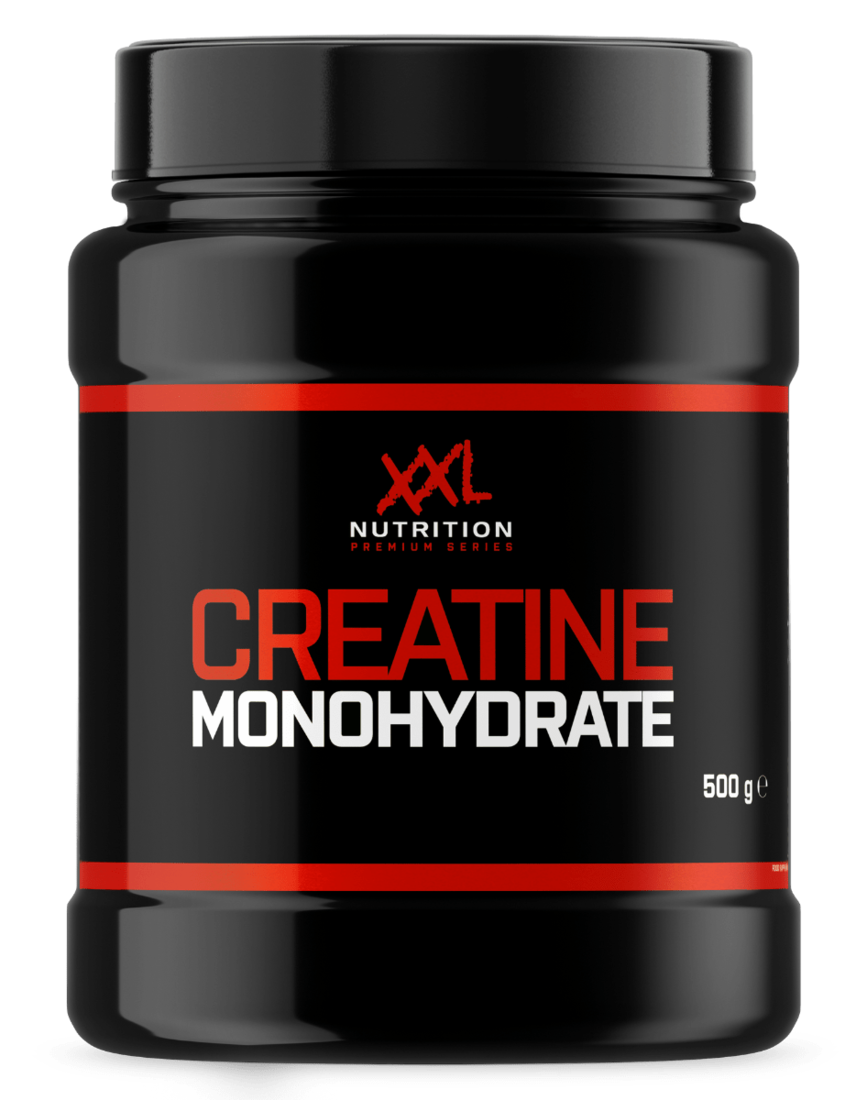 XXL
NUTRITION
PREMIUM SERIES
CREATINE
MONOHYDRATE
500 g ℮